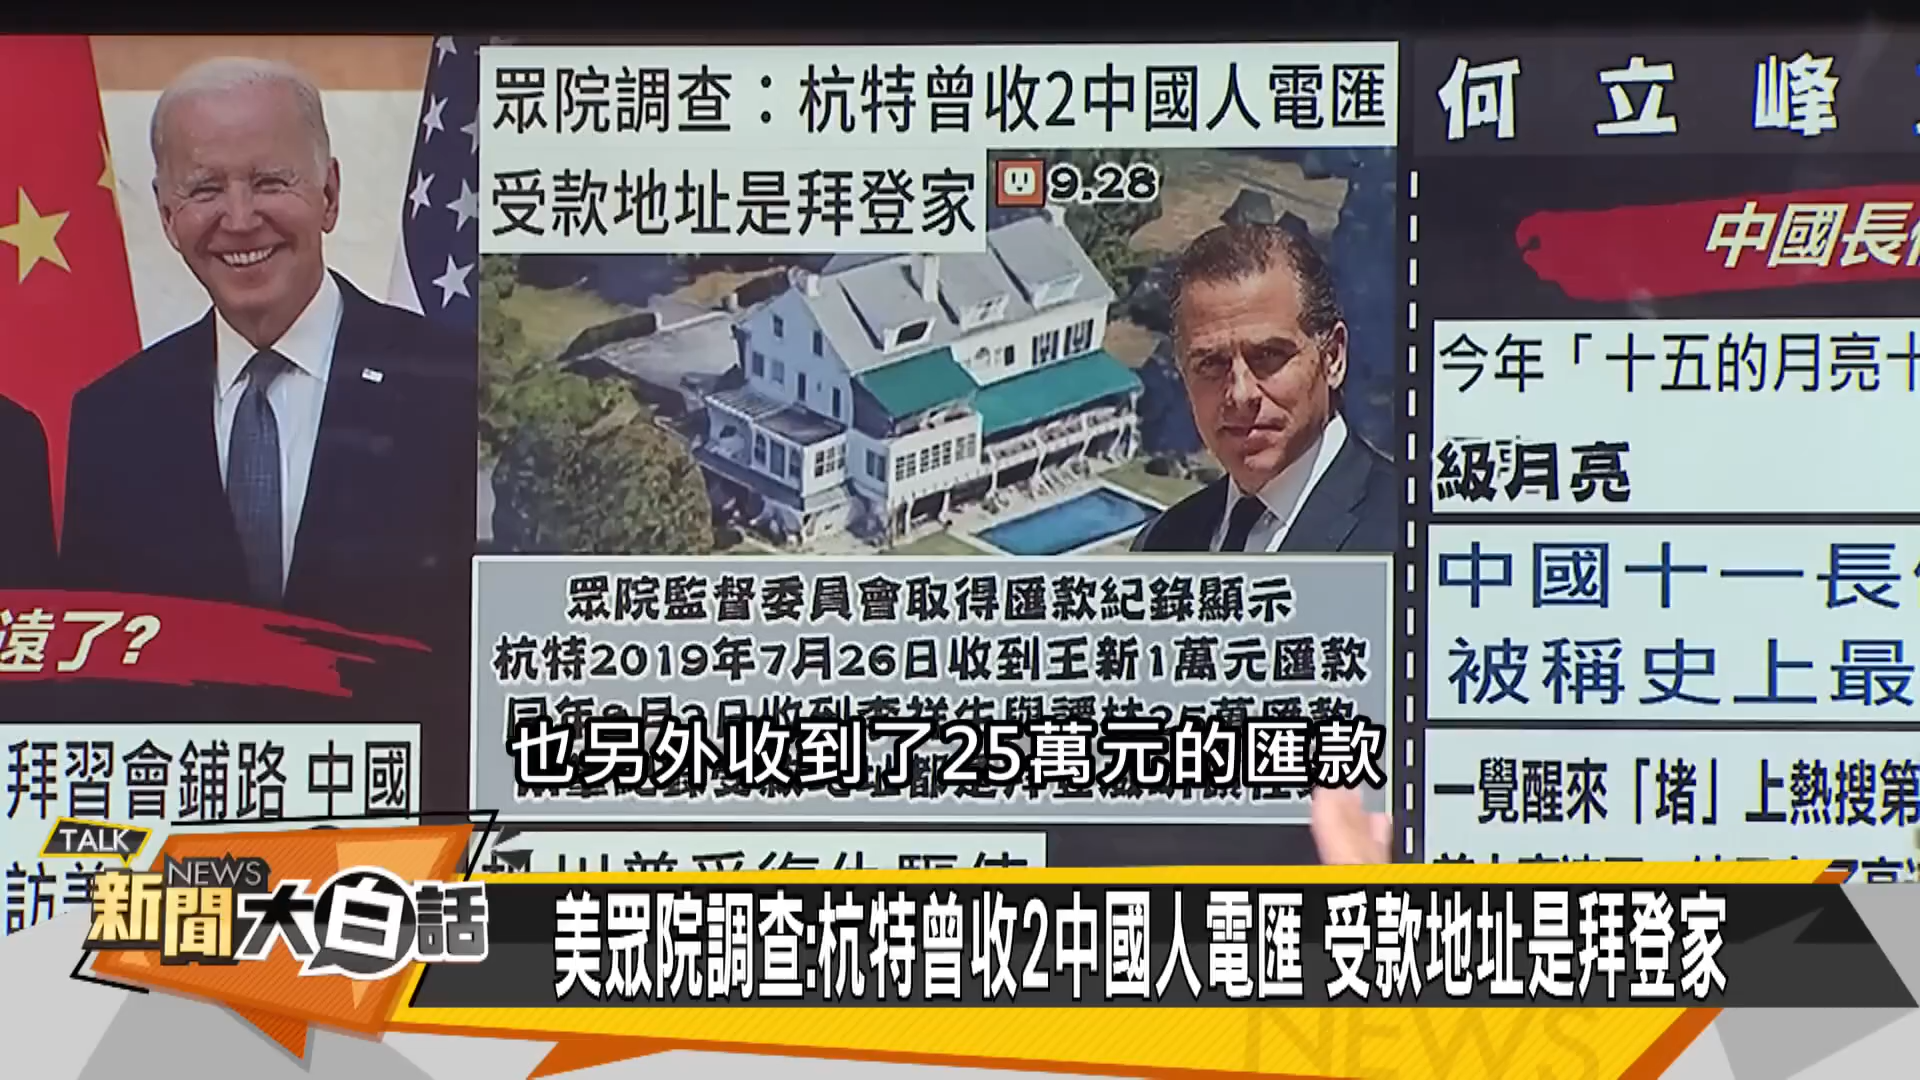 眾院調查：杭特曾收2中國人電匯
受款地址是拜登家
9.28
何立峰
中國長
今年「十五的月亮十
級月亮
眾院監督委員會取得匯款紀錄顯示
杭特2019年7月26日收到王新1萬元匯款
也另外收到了25萬元的匯款
遠了?
中國十一長
被稱史上最
拜習會鋪路 中國
訪美
一覺醒來「堵」上熱搜第
TALK
NEWS
新聞大白話
美眾院調查:杭特曾收2中國人電匯 受款地址是拜登家
NEWS